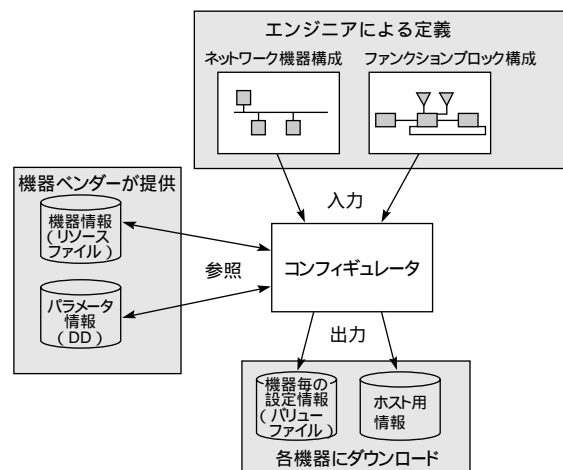 エンジニアによる定義
ネットワーク機器構成
ファンクションブロック構成
機器ベンダーが提供
機器情報
(リソース
ファイル)
パラメータ
情報
(DD)
入力
参照
コンフィギュレータ
出力
機器毎の
設定情報
(バリュー
ファイル)
ホスト用
情報
各機器にダウンロード